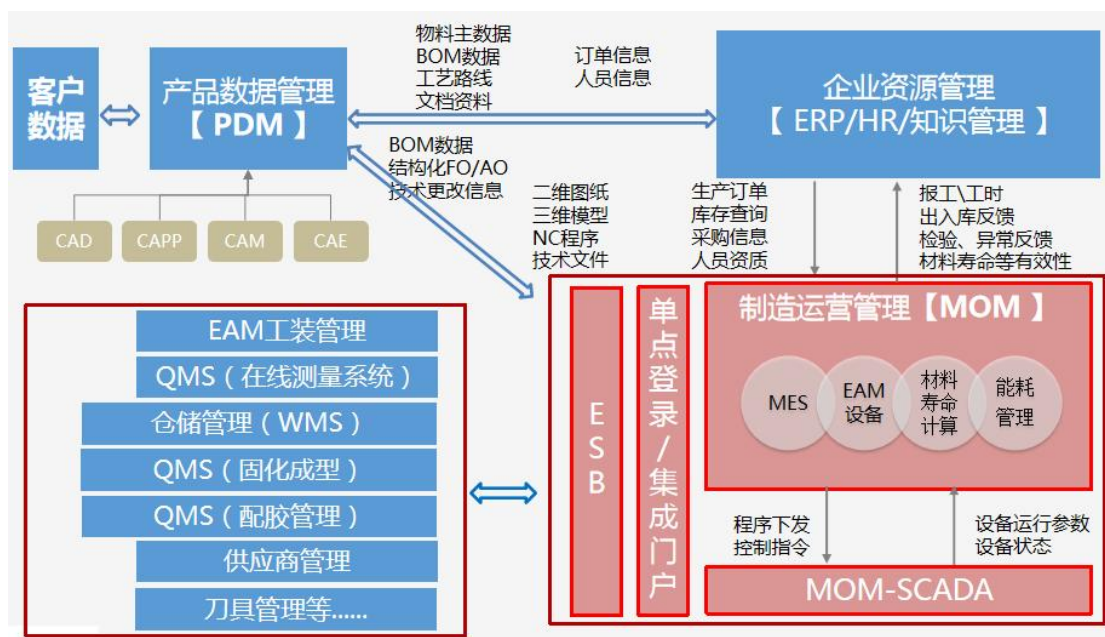 客户
数据
产品数据管理
【 PDM 】
物料主数据
BOM数据
工艺路线
文档资料
订单信息
人员信息
企业资源管理
【 ERP/HR/知识管理 】
CAD
CAPP
CAM
CAE
BOM数据
结构化FO/AO
技术更改信息
二维图纸
三维模型
NC程序
技术文件
生产订单
库存查询
采购信息
人员资质
报工\工时
出入库反馈
检验、异常反馈
材料寿命等有效性
EAM工装管理
QMS（在线测量系统）
仓储管理（WMS）
QMS（固化成型）
QMS（配胶管理）
供应商管理
刀具管理等......
E
S
B
单
点
登
录
/
集
成
门
户
制造运营管理【MOM 】
MES
EAM
设备
材料
寿命
计算
能耗
管理
程序下发
控制指令
设备运行参数
设备状态
MOM-SCADA